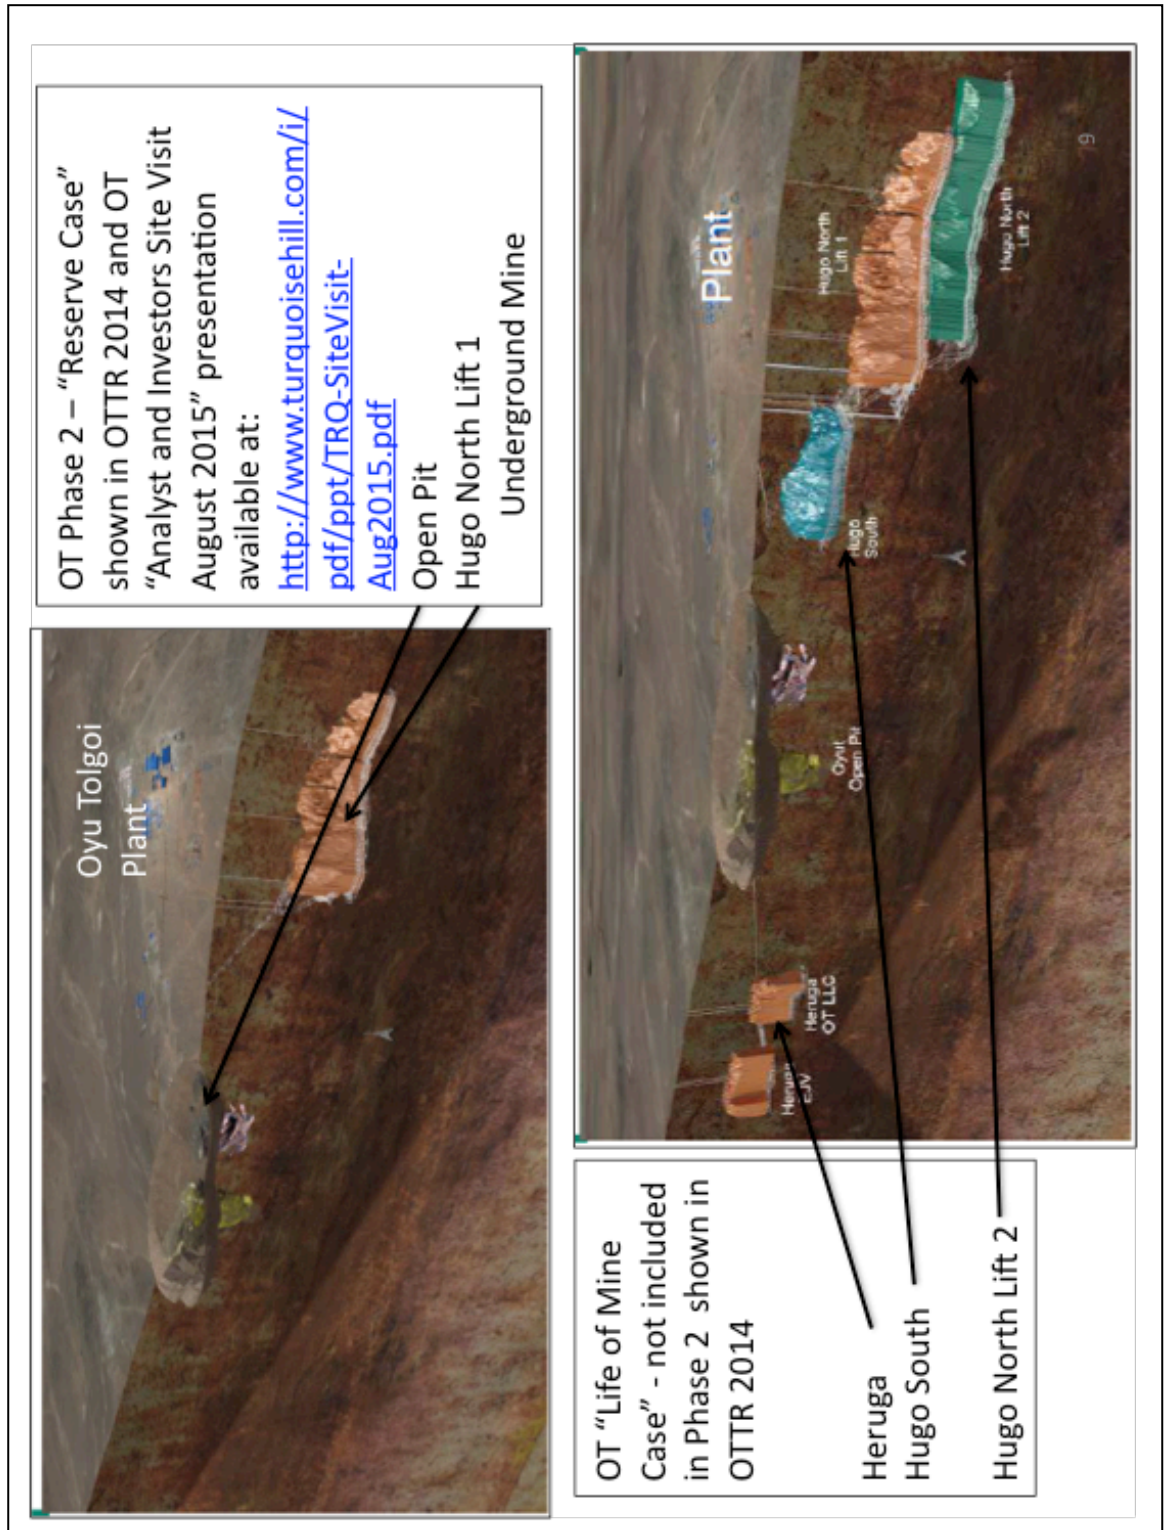 OT Phase 2 – “Reserve Case”
shown in OTTR 2014 and OT
“Analyst and Investors Site Visit
August 2015” presentation
available at:
http://www.turquoisehill.com/i/
pdf/ppt/TRQ-SiteVisit-
Aug2015.pdf
Open Pit
Hugo North Lift 1
Underground Mine
Oyu Tolgoi
Plant
OT “Life of Mine
Case” - not included
in Phase 2 shown in
OTTR 2014
Heruga
Hugo South
Hugo North Lift 2
Plant
Hugo North
Lift 1
Hugo North
Lift 2
Hugo
South
Oyut
Open Pit
Heruga
OT LLC
Heruga
EJV
9